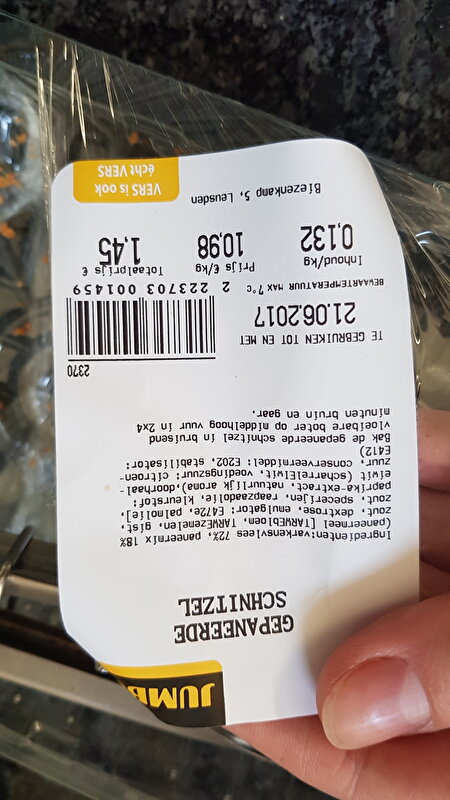 JUMB
GEPANEERDE
SCHNITZEL
Ingrediënten:varkensvlees 72%, paneermix 18%
(paneermeel [TARWEbloem, TARWEzemelen, gist,
zout, dextrose, emulgator: E472e, palmolie],
zout, specerijen, raapzaadolie, kleurstof:
paprika-extract, natuurlijk aroma),doorhaal-
eiwit (scharrelEIwit, voedingszuur: citroen-
zuur, conserveermiddel: E202, stabilisator:
E412)
Bak de gepaneerde schnitzel in bruisend
vloeibare boter op middelhoog vuur in 2x4
minuten bruin en gaar.
TE GEBRUIKEN TOT EN MET
21.06.2017
BEWAARTEMPERATUUR MAX 7°C
2370
2 223703 001459
Inhoud/kg Prijs €/kg Totaalprijs €
0,132 10,98 1,45
Biezenkamp 5, Leusden
VERS is ook
écht VERS